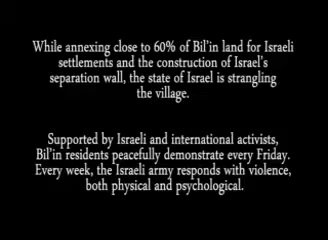 While annexing close to 60% of Bil'in land for Israeli
settlements and the construction of Israel's
separation wall, the state of Israel is strangling
the village.
Supported by Israeli and international activists,
Bil'in residents peacefully demonstrate every Friday.
Every week, the Israeli army responds with violence,
both physical and psychological.